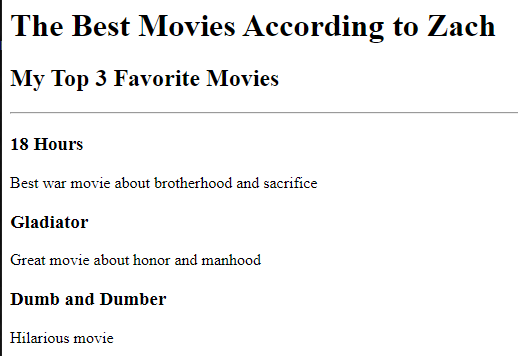 The Best Movies According to Zach
My Top 3 Favorite Movies
18 Hours
Best war movie about brotherhood and sacrifice
Gladiator
Great movie about honor and manhood
Dumb and Dumber
Hilarious movie